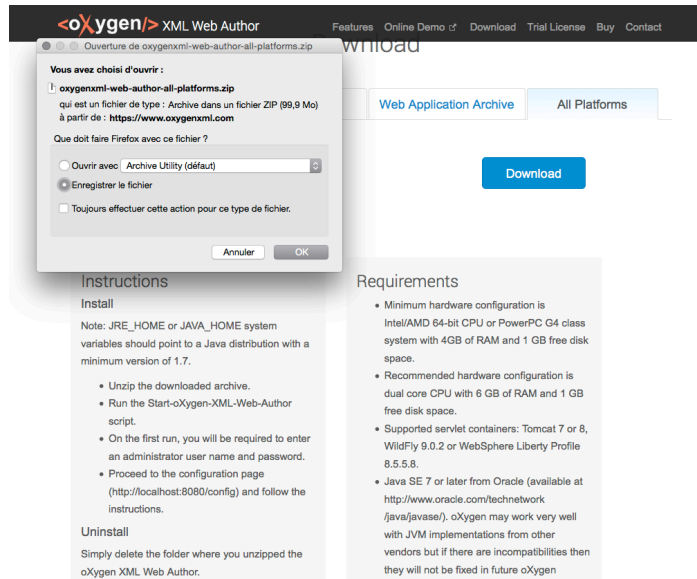 <oXygen/> XML Web Author
Features Online Demo Download Trial License Buy Contact
Ouverture de oxygenxml-web-author-all-platforms.zip
Vous avez choisi d'ouvrir :
oxygenxml-web-author-all-platforms.zip
qui est un fichier de type : Archive dans un fichier ZIP (99,9 Mo)
à partir de : https://www.oxygenxml.com
Que doit faire Firefox avec ce fichier ?
Ouvrir avec Archive Utility (défaut)
Enregistrer le fichier
Toujours effectuer cette action pour ce type de fichier.
Annuler OK
wnload
Web Application Archive All Platforms
Download
Instructions
Install
Note: JRE_HOME or JAVA_HOME system
variables should point to a Java distribution with a
minimum version of 1.7.
• Unzip the downloaded archive.
• Run the Start-oXygen-XML-Web-Author
script.
• On the first run, you will be required to enter
an administrator user name and password.
• Proceed to the configuration page
(http://localhost:8080/config) and follow the
instructions.
Uninstall
Simply delete the folder where you unzipped the
oXygen XML Web Author.
Requirements
• Minimum hardware configuration is
Intel/AMD 64-bit CPU or PowerPC G4 class
system with 4GB of RAM and 1 GB free disk
space.
• Recommended hardware configuration is
dual core CPU with 6 GB of RAM and 1 GB
free disk space.
• Supported servlet containers: Tomcat 7 or 8,
WildFly 9.0.2 or WebSphere Liberty Profile
8.5.5.8.
• Java SE 7 or later from Oracle (available at
http://www.oracle.com/technetwork
/java/javase/). oXygen may work very well
with JVM implementations from other
vendors but if there are incompatibilities then
they will not be fixed in future oXygen